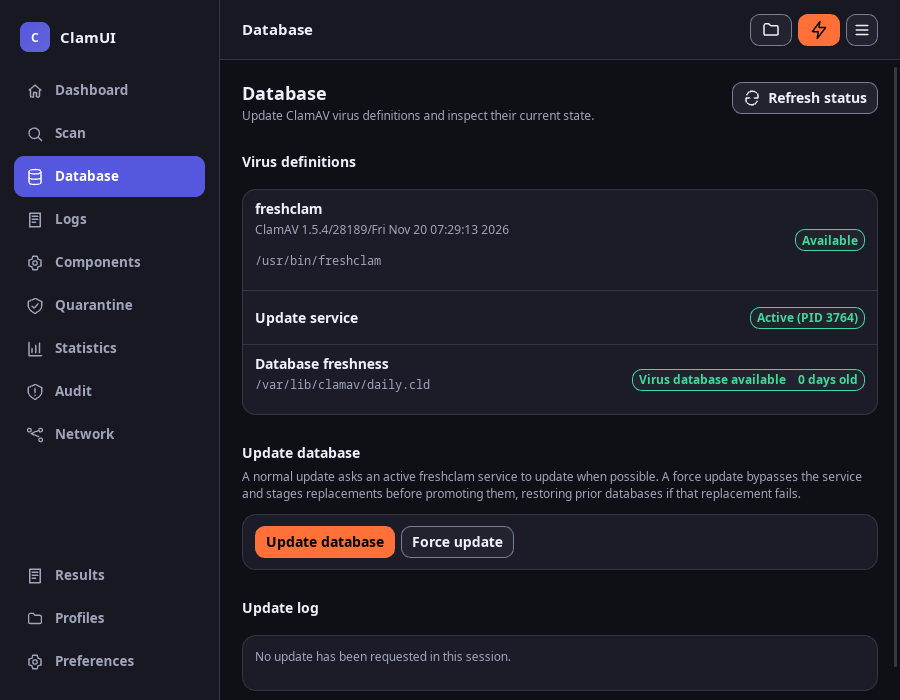 C ClamUI
Dashboard
Scan
Database
Logs
Components
Quarantine
Statistics
Audit
Network
Results
Profiles
Preferences
Database
Database
Update ClamAV virus definitions and inspect their current state.
Refresh status
Virus definitions
freshclam
ClamAV 1.5.4/28189/Fri Nov 20 07:29:13 2026
/usr/bin/freshclam
Available
Update service
Active (PID 3764)
Database freshness
/var/lib/clamav/daily.cld
Virus database available 0 days old
Update database
A normal update asks an active freshclam service to update when possible. A force update bypasses the service
and stages replacements before promoting them, restoring prior databases if that replacement fails.
Update database Force update
Update log
No update has been requested in this session.